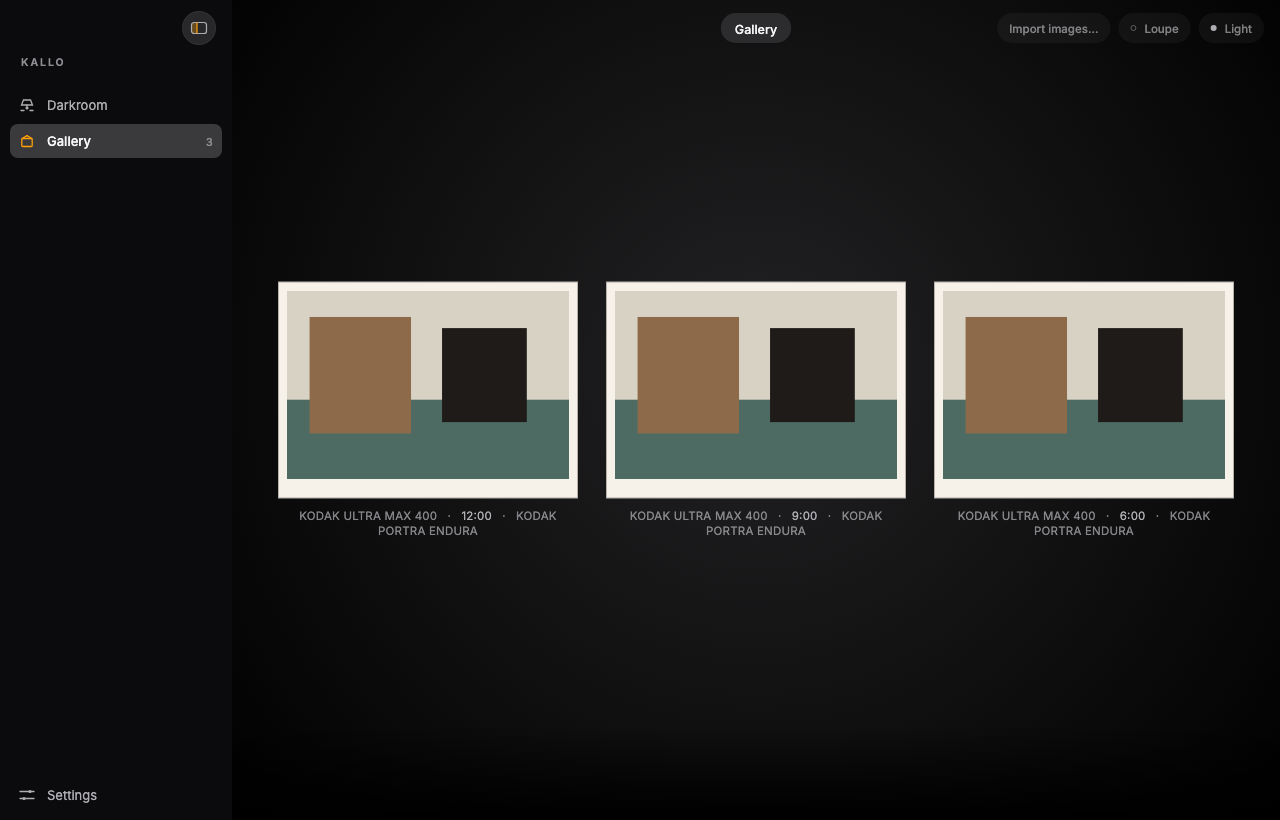 Gallery
Import images...
Loupe
Light
KALLO
Darkroom
Gallery 3
KODAK ULTRA MAX 400 · 12:00 · KODAK
PORTRA ENDURA
KODAK ULTRA MAX 400 · 9:00 · KODAK
PORTRA ENDURA
KODAK ULTRA MAX 400 · 6:00 · KODAK
PORTRA ENDURA
Settings